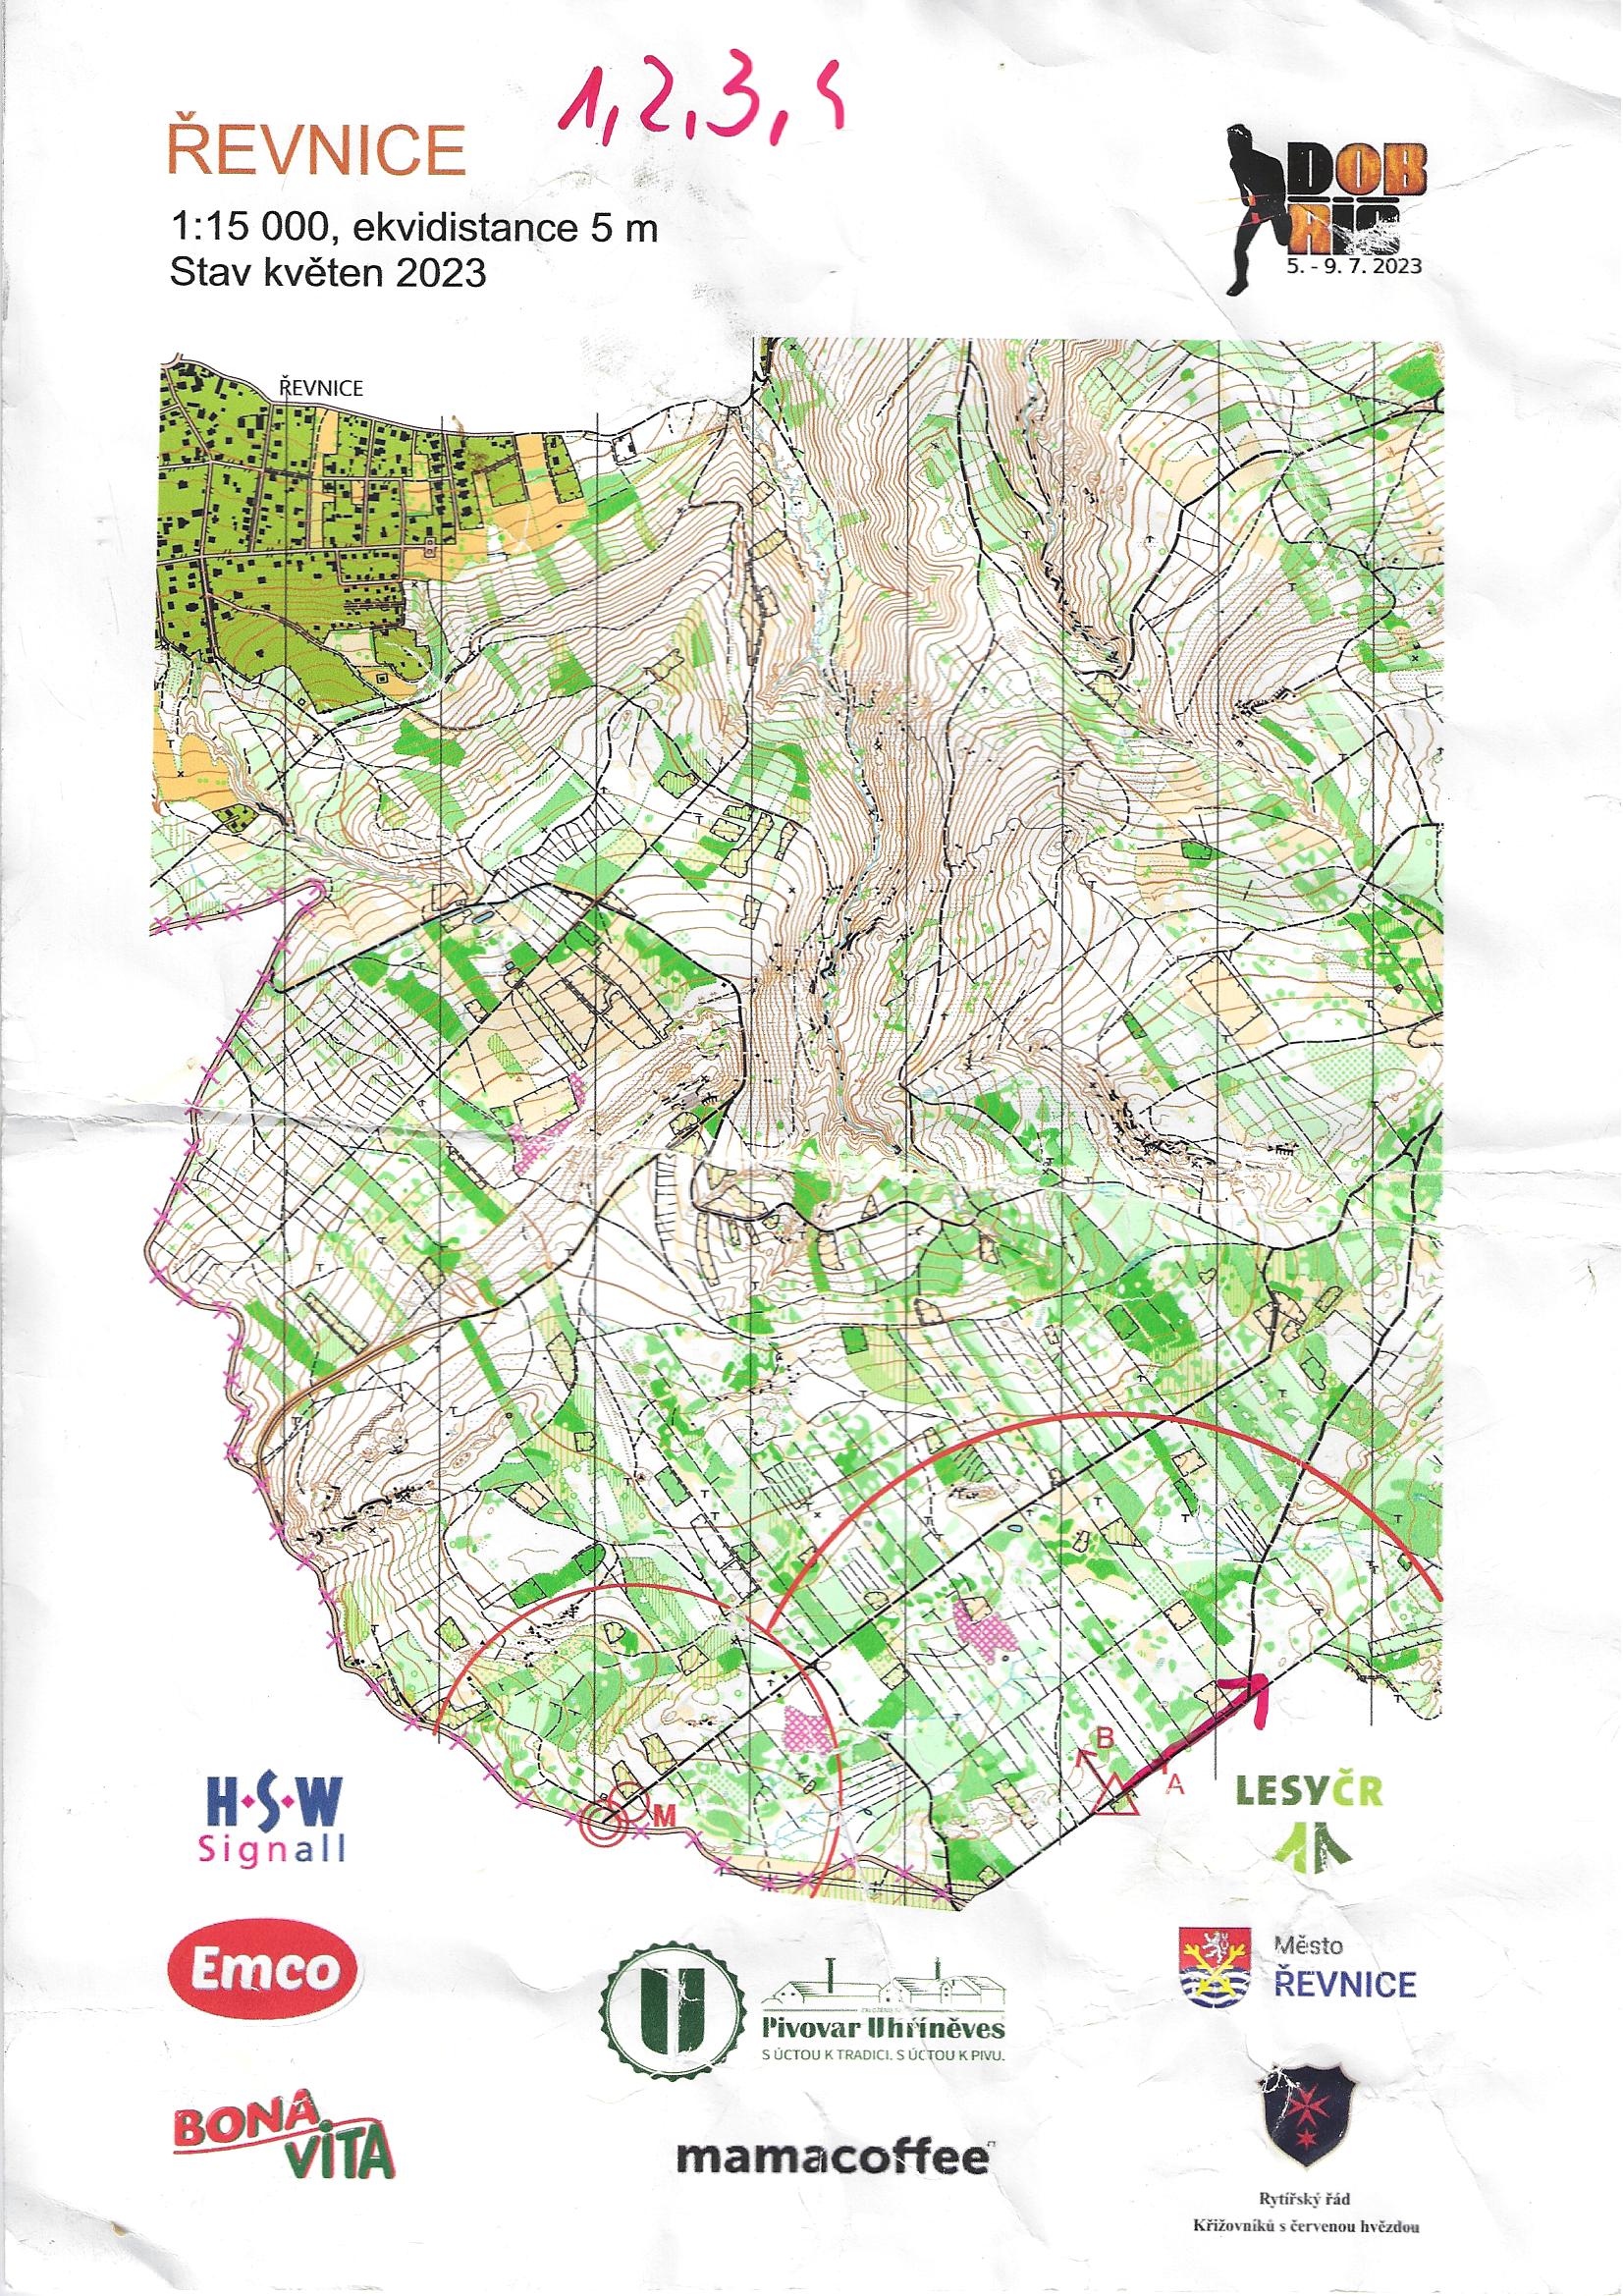 1,2,3,4
ŘEVNICE
1:15 000, ekvidistance 5 m
Stav květen 2023
DOB
ŘÍŠ
5. - 9. 7. 2023
ŘEVNICE
B
A
M
H·S·W
Signall
LESYČR
Emco
Pivovar Uhříněves
S ÚCTOU K TRADICI. S ÚCTOU K PIVU.
Město
ŘEVNICE
BONA
VITA
mamacoffee
Rytířský řád
Křižovníků s červenou hvězdou